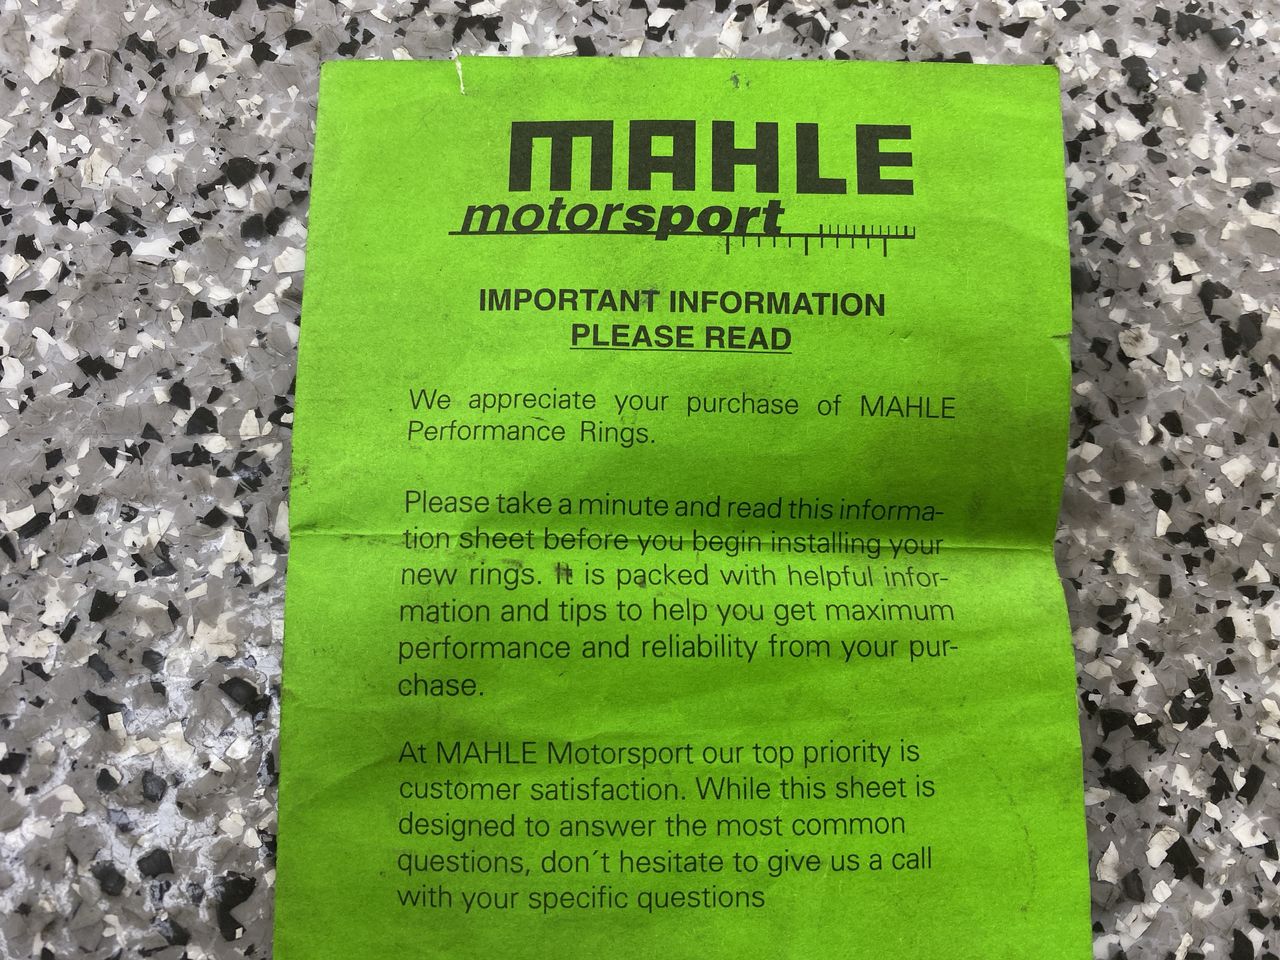 MAHLE
motorsport
IMPORTANT INFORMATION
PLEASE READ
We appreciate your purchase of MAHLE
Performance Rings.
Please take a minute and read this informa-
tion sheet before you begin installing your
new rings. It is packed with helpful infor-
mation and tips to help you get maximum
performance and reliability from your pur-
chase.
At MAHLE Motorsport our top priority is
customer satisfaction. While this sheet is
designed to answer the most common
questions, don´t hesitate to give us a call
with your specific questions